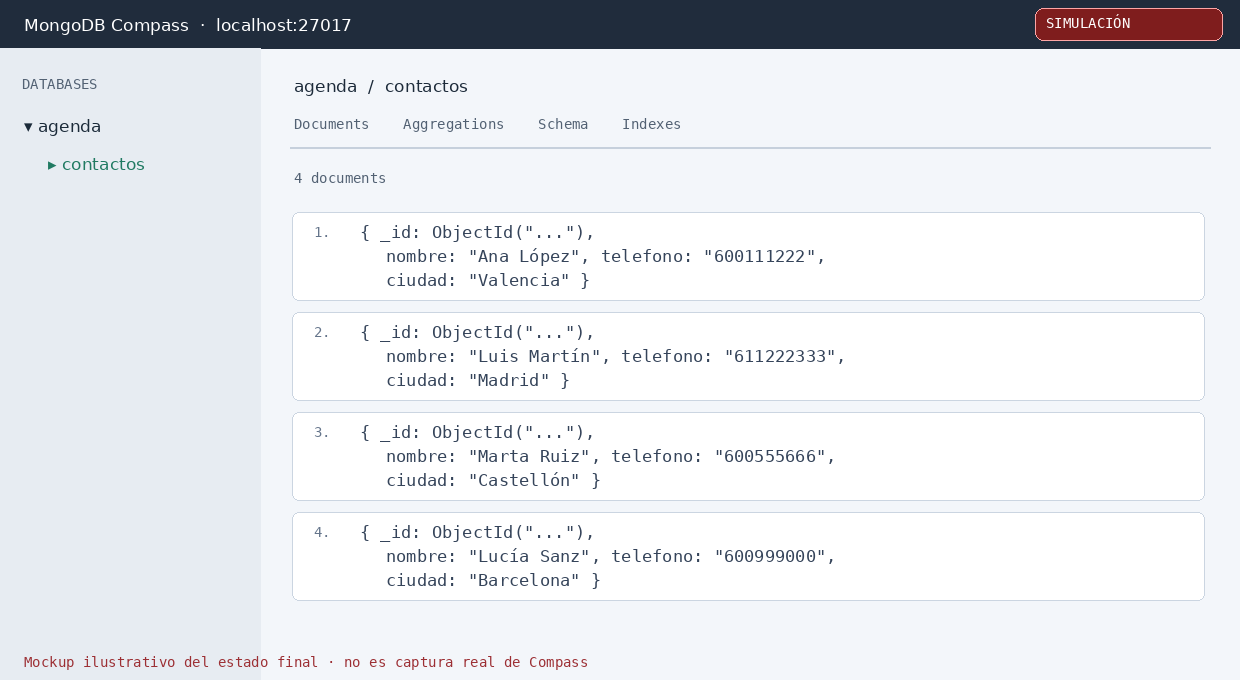 MongoDB Compass · localhost:27017
SIMULACIÓN
DATABASES
▾ agenda
▸ contactos
agenda / contactos
Documents Aggregations Schema Indexes
4 documents
1. { _id: ObjectId("..."),
nombre: "Ana López", telefono: "600111222",
ciudad: "Valencia" }
2. { _id: ObjectId("..."),
nombre: "Luis Martín", telefono: "611222333",
ciudad: "Madrid" }
3. { _id: ObjectId("..."),
nombre: "Marta Ruiz", telefono: "600555666",
ciudad: "Castellón" }
4. { _id: ObjectId("..."),
nombre: "Lucía Sanz", telefono: "600999000",
ciudad: "Barcelona" }
Mockup ilustrativo del estado final · no es captura real de Compass